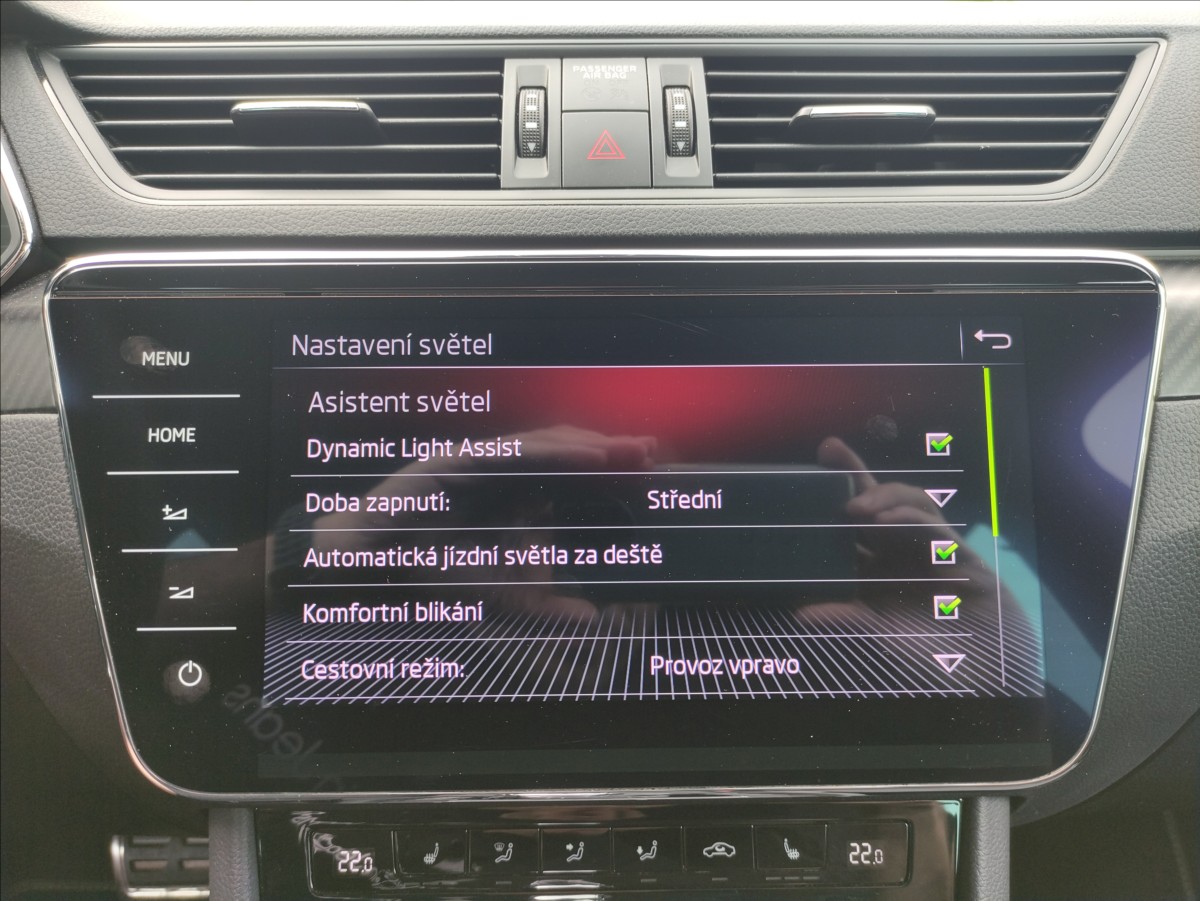 PASSENGER
AIR BAG
MENU
HOME
Nastavení světel
Asistent světel
Dynamic Light Assist
Doba zapnutí: Střední
Automatická jízdní světla za deště
Komfortní blikání
Cestovní režim: Provoz vpravo
22.0
22.0